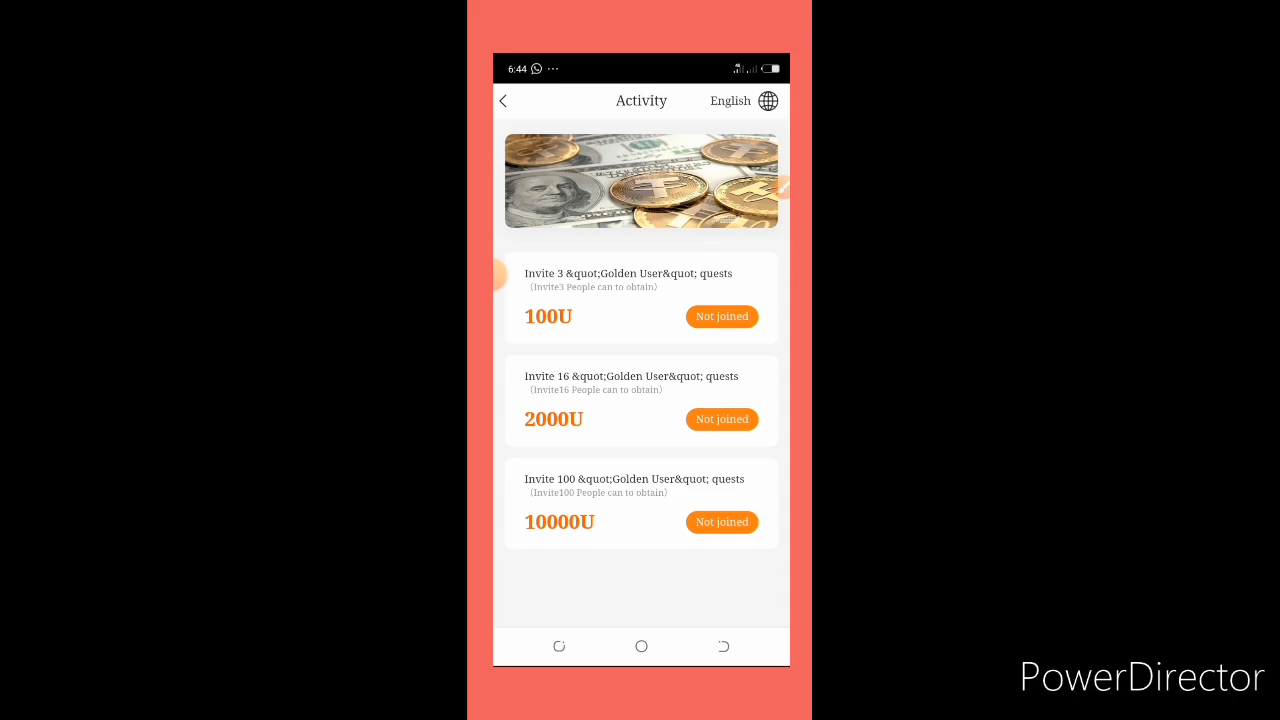 6:44
Activity
English
Invite 3 &quot;Golden User&quot; quests
（Invite3 People can to obtain）
100U
Not joined
Invite 16 &quot;Golden User&quot; quests
（Invite16 People can to obtain）
2000U
Not joined
Invite 100 &quot;Golden User&quot; quests
（Invite100 People can to obtain）
10000U
Not joined
PowerDirector